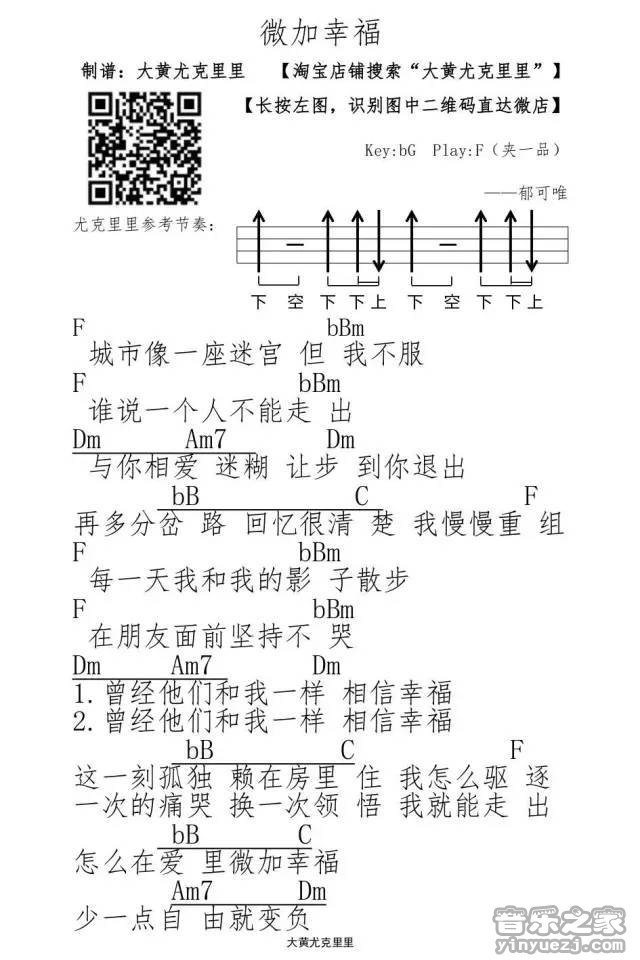 微加幸福
制谱：大黄尤克里里 【淘宝店铺搜索“大黄尤克里里”】
【长按左图，识别图中二维码直达微店】
Key:bG Play:F（夹一品）
——郁可唯
尤克里里参考节奏：
下 空 下 下 上 下 空 下 下 上
F bBm
城市像一座迷宫 但 我不服
F bBm
谁说一个人不能走 出
Dm Am7 Dm
与你相爱 迷糊 让步 到你退出
bB C F
再多分岔 路 回忆很清 楚 我慢慢重 组
F bBm
每一天我和我的影 子散步
F bBm
在朋友面前坚持不 哭
Dm Am7 Dm
1.曾经他们和我一样 相信幸福
2.曾经他们和我一样 相信幸福
bB C F
这一刻孤独 赖在房里 住 我怎么驱 逐
一次的痛哭 换一次领 悟 我就能走 出
bB C
怎么在爱 里微加幸福
Am7 Dm
少一点自 由就变负
大黄尤克里里
音乐之家
yinyuezj.com